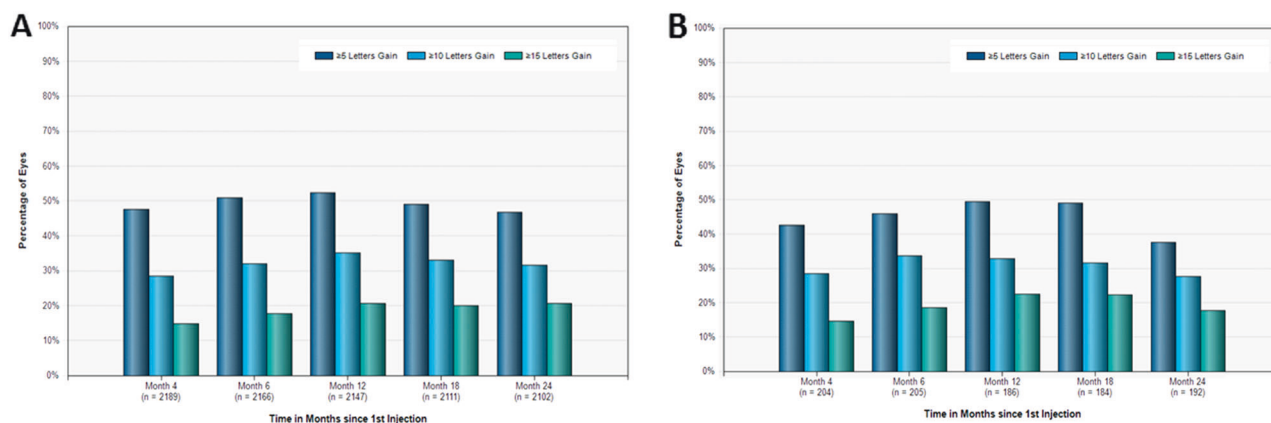 A
≥5 Letters Gain ≥10 Letters Gain ≥15 Letters Gain
Percentage of Eyes
100%
90%
80%
70%
60%
50%
40%
30%
20%
10%
0%
Month 4 Month 6 Month 12 Month 18 Month 24
(n = 2189) (n = 2166) (n = 2147) (n = 2111) (n = 2102)
Time in Months since 1st Injection
B
≥5 Letters Gain ≥10 Letters Gain ≥15 Letters Gain
Percentage of Eyes
100%
90%
80%
70%
60%
50%
40%
30%
20%
10%
0%
Month 4 Month 6 Month 12 Month 18 Month 24
(n = 204) (n = 205) (n = 186) (n = 184) (n = 192)
Time in Months since 1st Injection